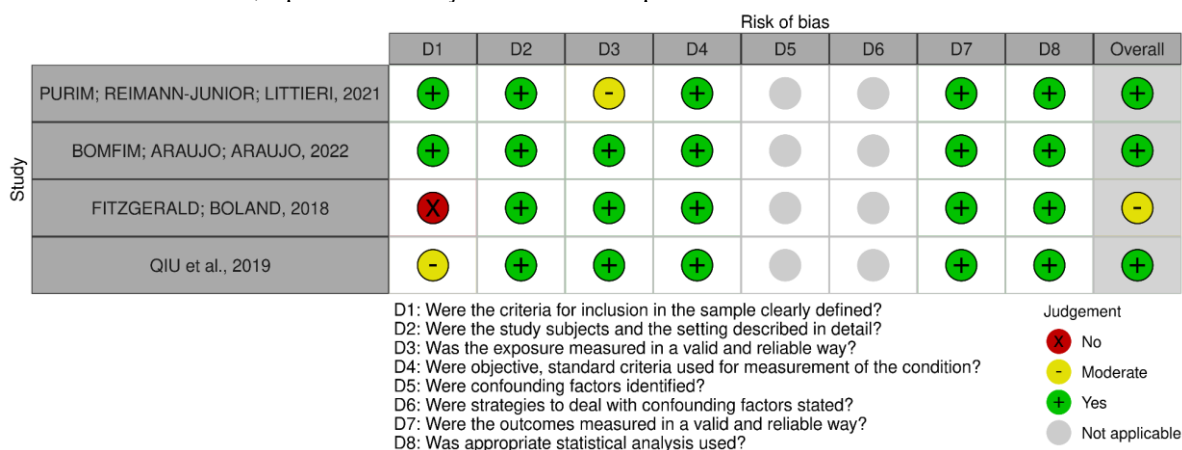 Risk of bias
D1 D2 D3 D4 D5 D6 D7 D8 Overall
Study
PURIM; REIMANN-JUNIOR; LITTIERI, 2021 + + - + + + +
BOMFIM; ARAUJO; ARAUJO, 2022 + + + + + + +
FITZGERALD; BOLAND, 2018 X + + + + + -
QIU et al., 2019 - + + + + + +
D1: Were the criteria for inclusion in the sample clearly defined?
D2: Were the study subjects and the setting described in detail?
D3: Was the exposure measured in a valid and reliable way?
D4: Were objective, standard criteria used for measurement of the condition?
D5: Were confounding factors identified?
D6: Were strategies to deal with confounding factors stated?
D7: Were the outcomes measured in a valid and reliable way?
D8: Was appropriate statistical analysis used?
Judgement
X No
- Moderate
+ Yes
Not applicable